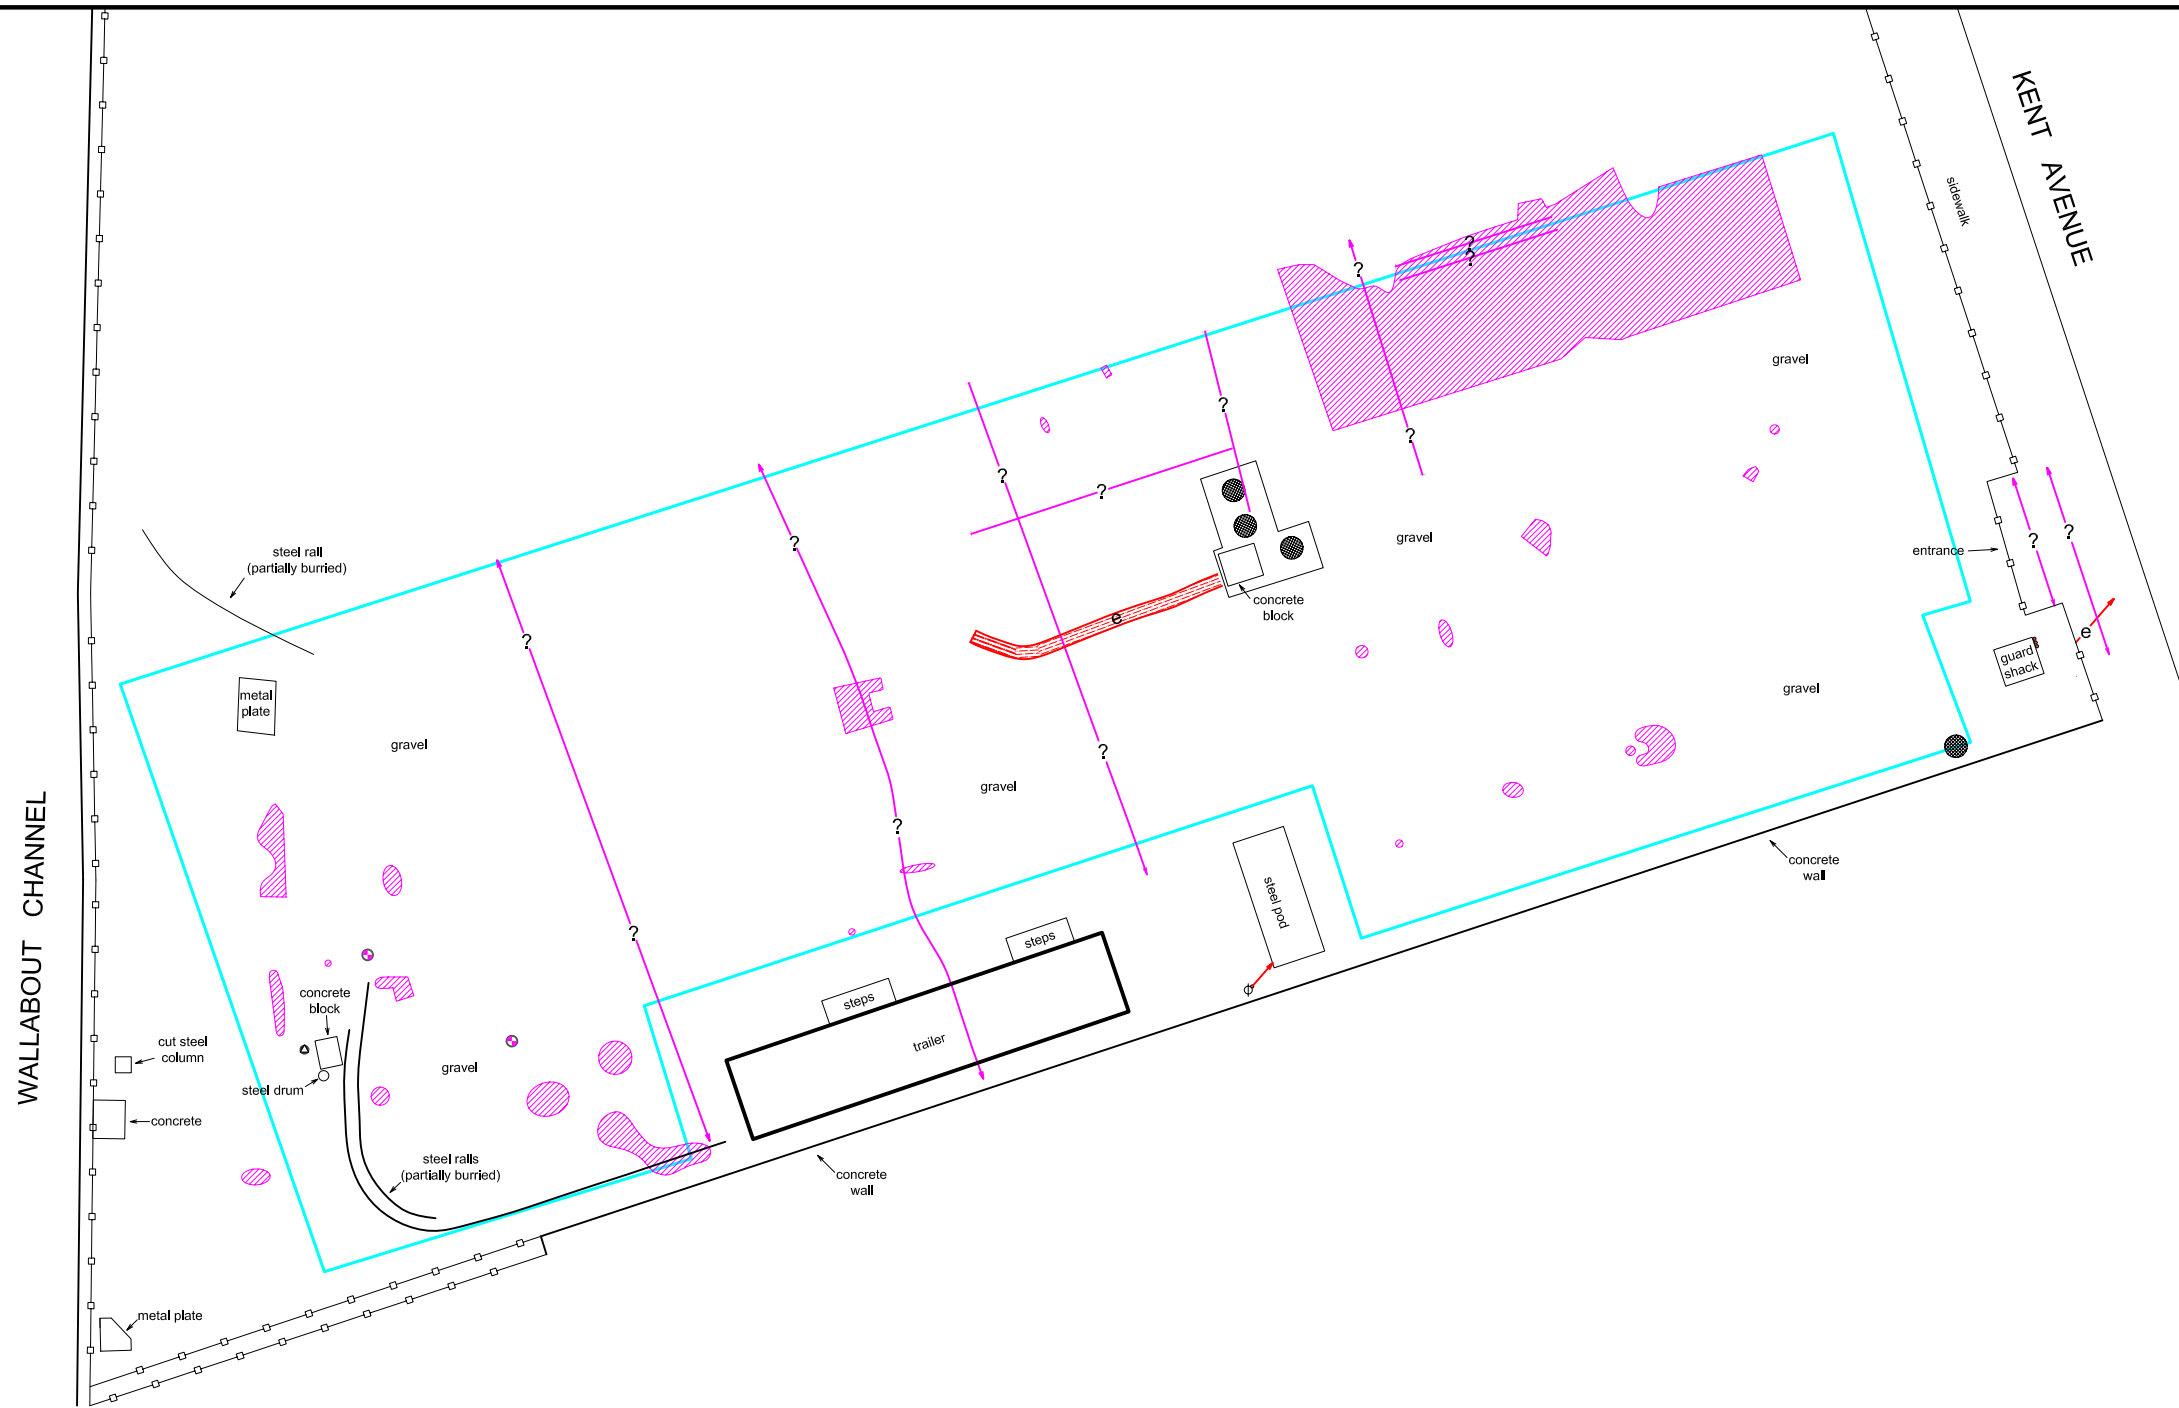 KENT AVENUE
sidewalk
?
?
?
gravel
?
?
?
?
?
?
gravel
?
?
entrance
steel rall
(partially burried)
concrete
block
e
e
guard
shack
?
gravel
metal
plate
gravel
?
gravel
?
concrete
wall
steel pod
?
steps
steps
trailer
WALLABOUT CHANNEL
concrete
block
cut steel
column
gravel
steel drum
concrete
steel ralls
(partially burried)
concrete
wall
metal plate